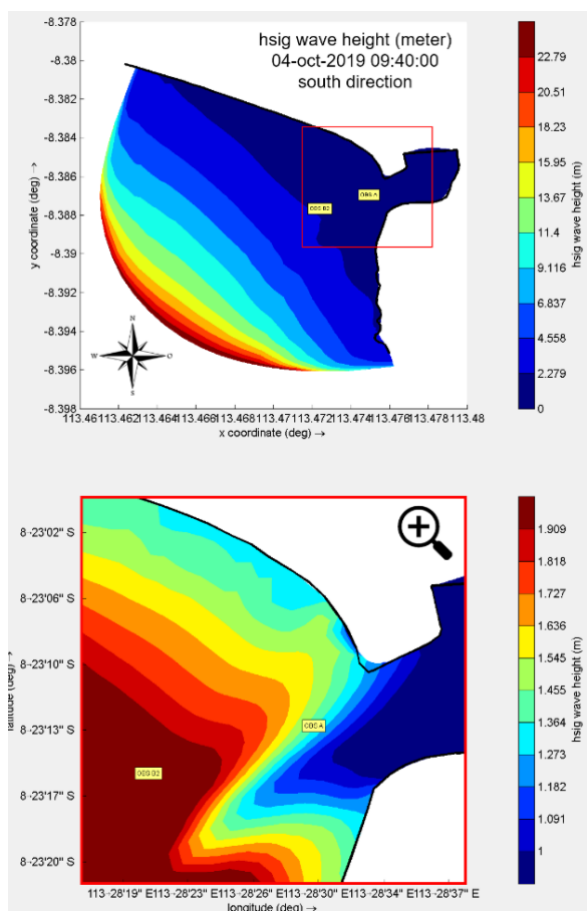 hsig wave height (meter)
04-oct-2019 09:40:00
south direction
-8.378
-8.38
-8.382
-8.384
-8.386
-8.388
-8.39
-8.392
-8.394
-8.396
-8.398
y coordinate (deg) →
N
W
O
S
113.461 113.462 113.464 113.466 113.468 113.47 113.471 113.472 113.474 113.476 113.478 113.48
x coordinate (deg) →
22.79
20.51
18.23
15.95
13.67
11.4
9.116
6.837
4.558
2.279
0
hsig wave height (m)
8◦23'02" S
8◦23'06" S
8◦23'10" S
8◦23'13" S
8◦23'17" S
8◦23'20" S
OBS A
113◦28'19" E 113◦28'23" E 113◦28'26" E 113◦28'30" E 113◦28'34" E 113◦28'37" E
longitude (deg) →
1.909
1.818
1.727
1.636
1.545
1.455
1.364
1.273
1.182
1.091
1
hsig wave height (m)